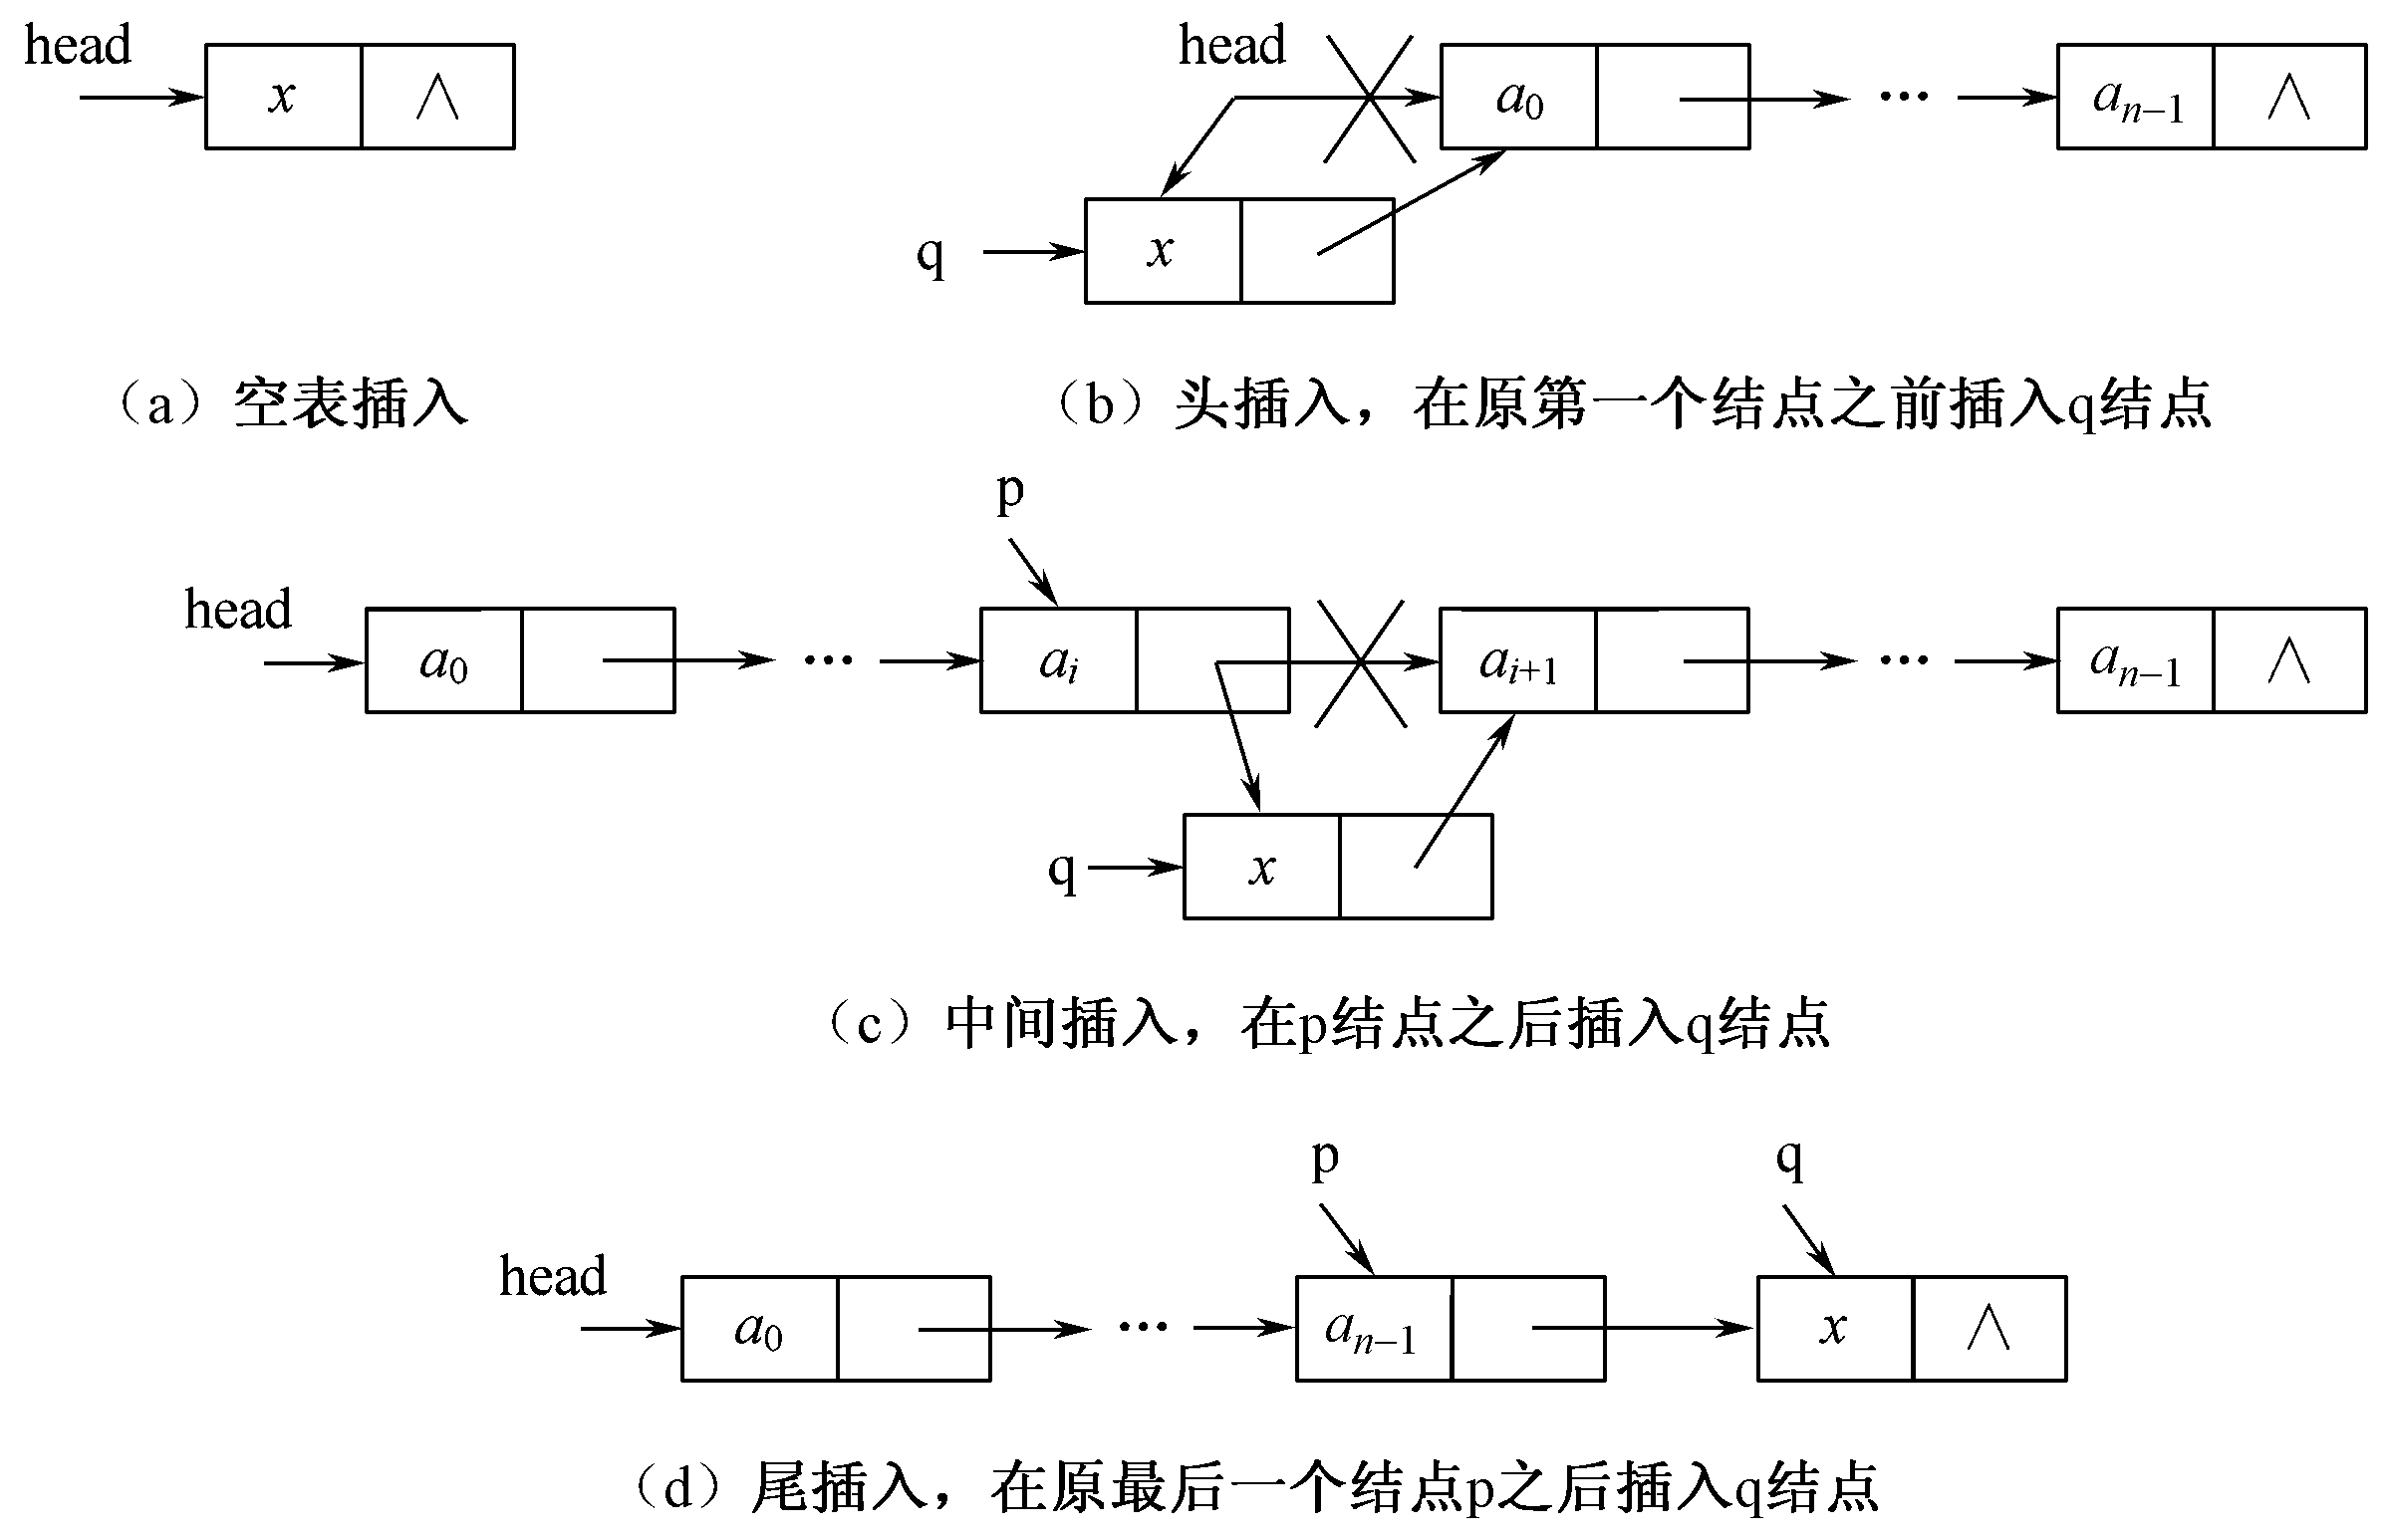 head x ∧
head a₀ … aₙ₋₁ ∧
q x
（a）空表插入
（b）头插入，在原第一个结点之前插入q结点
p
head a₀ … aᵢ aᵢ₊₁ … aₙ₋₁ ∧
q x
（c）中间插入，在p结点之后插入q结点
p q
head a₀ … aₙ₋₁ x ∧
（d）尾插入，在原最后一个结点p之后插入q结点